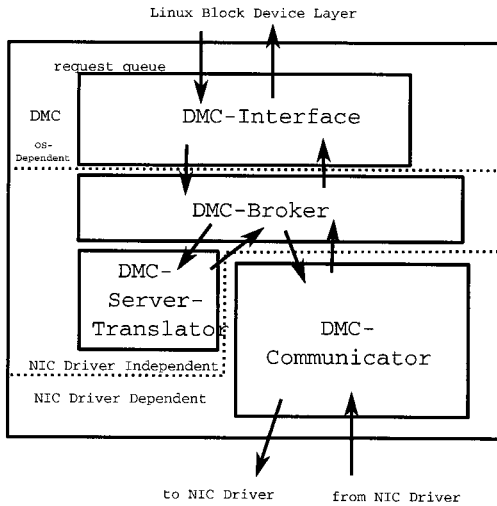 Linux Block Device Layer
request queue
DMC
DMC-Interface
OS-
Dependent
DMC-Broker
DMC-
Server-
Translator
DMC-
Communicator
NIC Driver Independent
NIC Driver Dependent
to NIC Driver
from NIC Driver